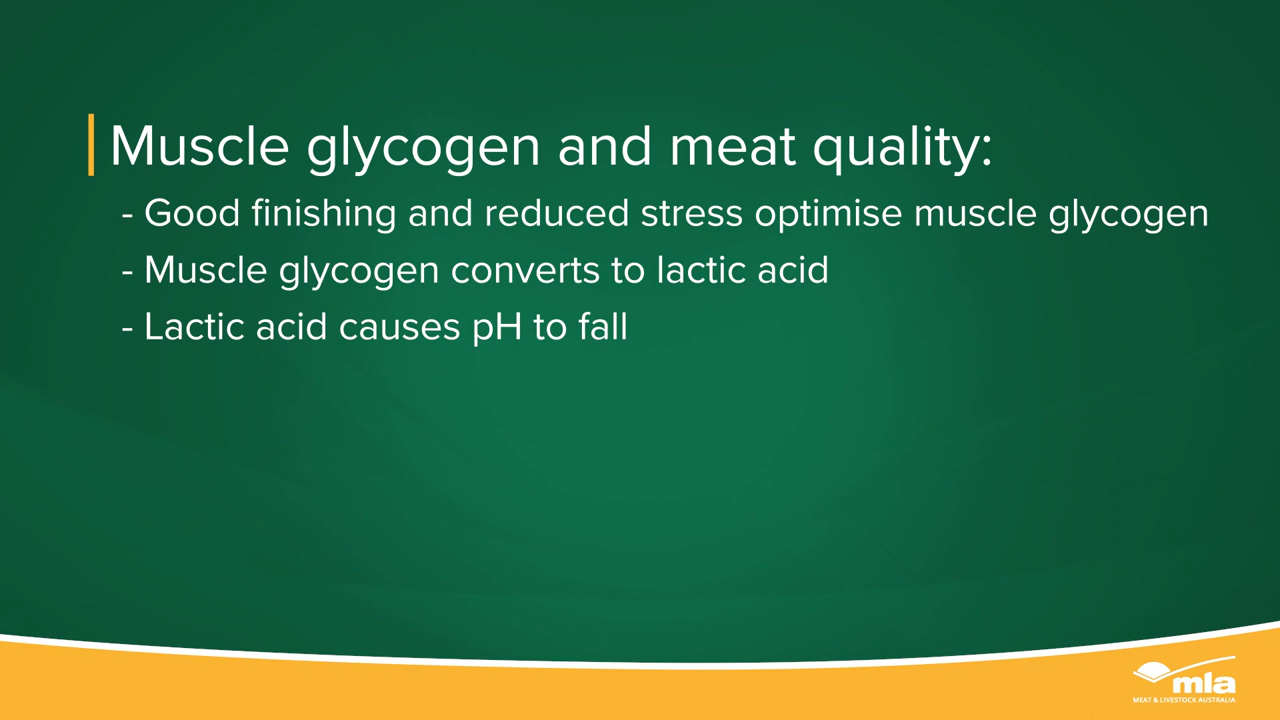 Muscle glycogen and meat quality:
- Good finishing and reduced stress optimise muscle glycogen
- Muscle glycogen converts to lactic acid
- Lactic acid causes pH to fall
mla
MEAT & LIVESTOCK AUSTRALIA